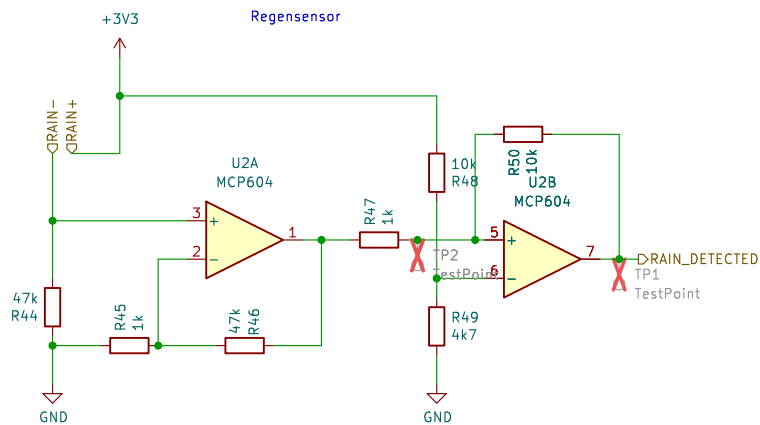 Regensensor
+3V3
RAIN-
RAIN+
U2A
MCP604
3
+
2
−
1
R47
1k
10k
R48
R50
10k
U2B
MCP604
5
+
6
−
7
TP2
TestPoint
RAIN_DETECTED
TP1
TestPoint
47k
R44
R45
1k
47k
R46
R49
4k7
GND
GND